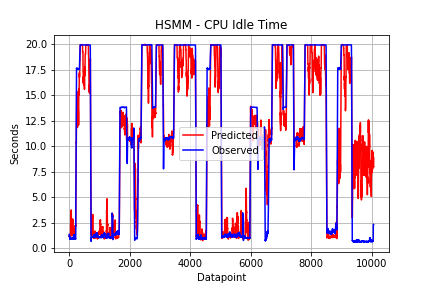 HSMM - CPU Idle Time
20.0
17.5
15.0
12.5
10.0
7.5
5.0
2.5
0.0
Seconds
Predicted
Observed
0 2000 4000 6000 8000 10000
Datapoint